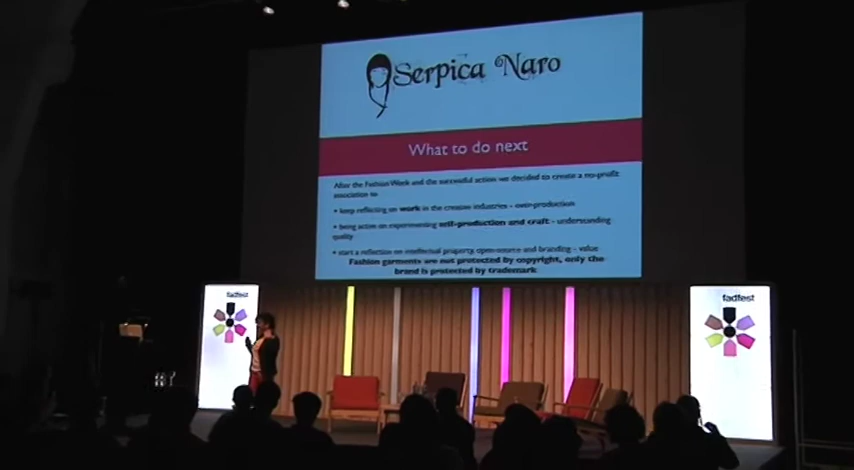 Serpica Naro
What to do next
After the Fashion Week and the successful action we decided to create a no-profit
association to
• keep reflecting on work in the creative industries - over-production
• being active on experimenting self-production and craft - understanding
quality
• start a reflection on intellectual property, open-source and branding - value
Fashion garments are not protected by copyright, only the
brand is protected by trademark
fadfest
fadfest